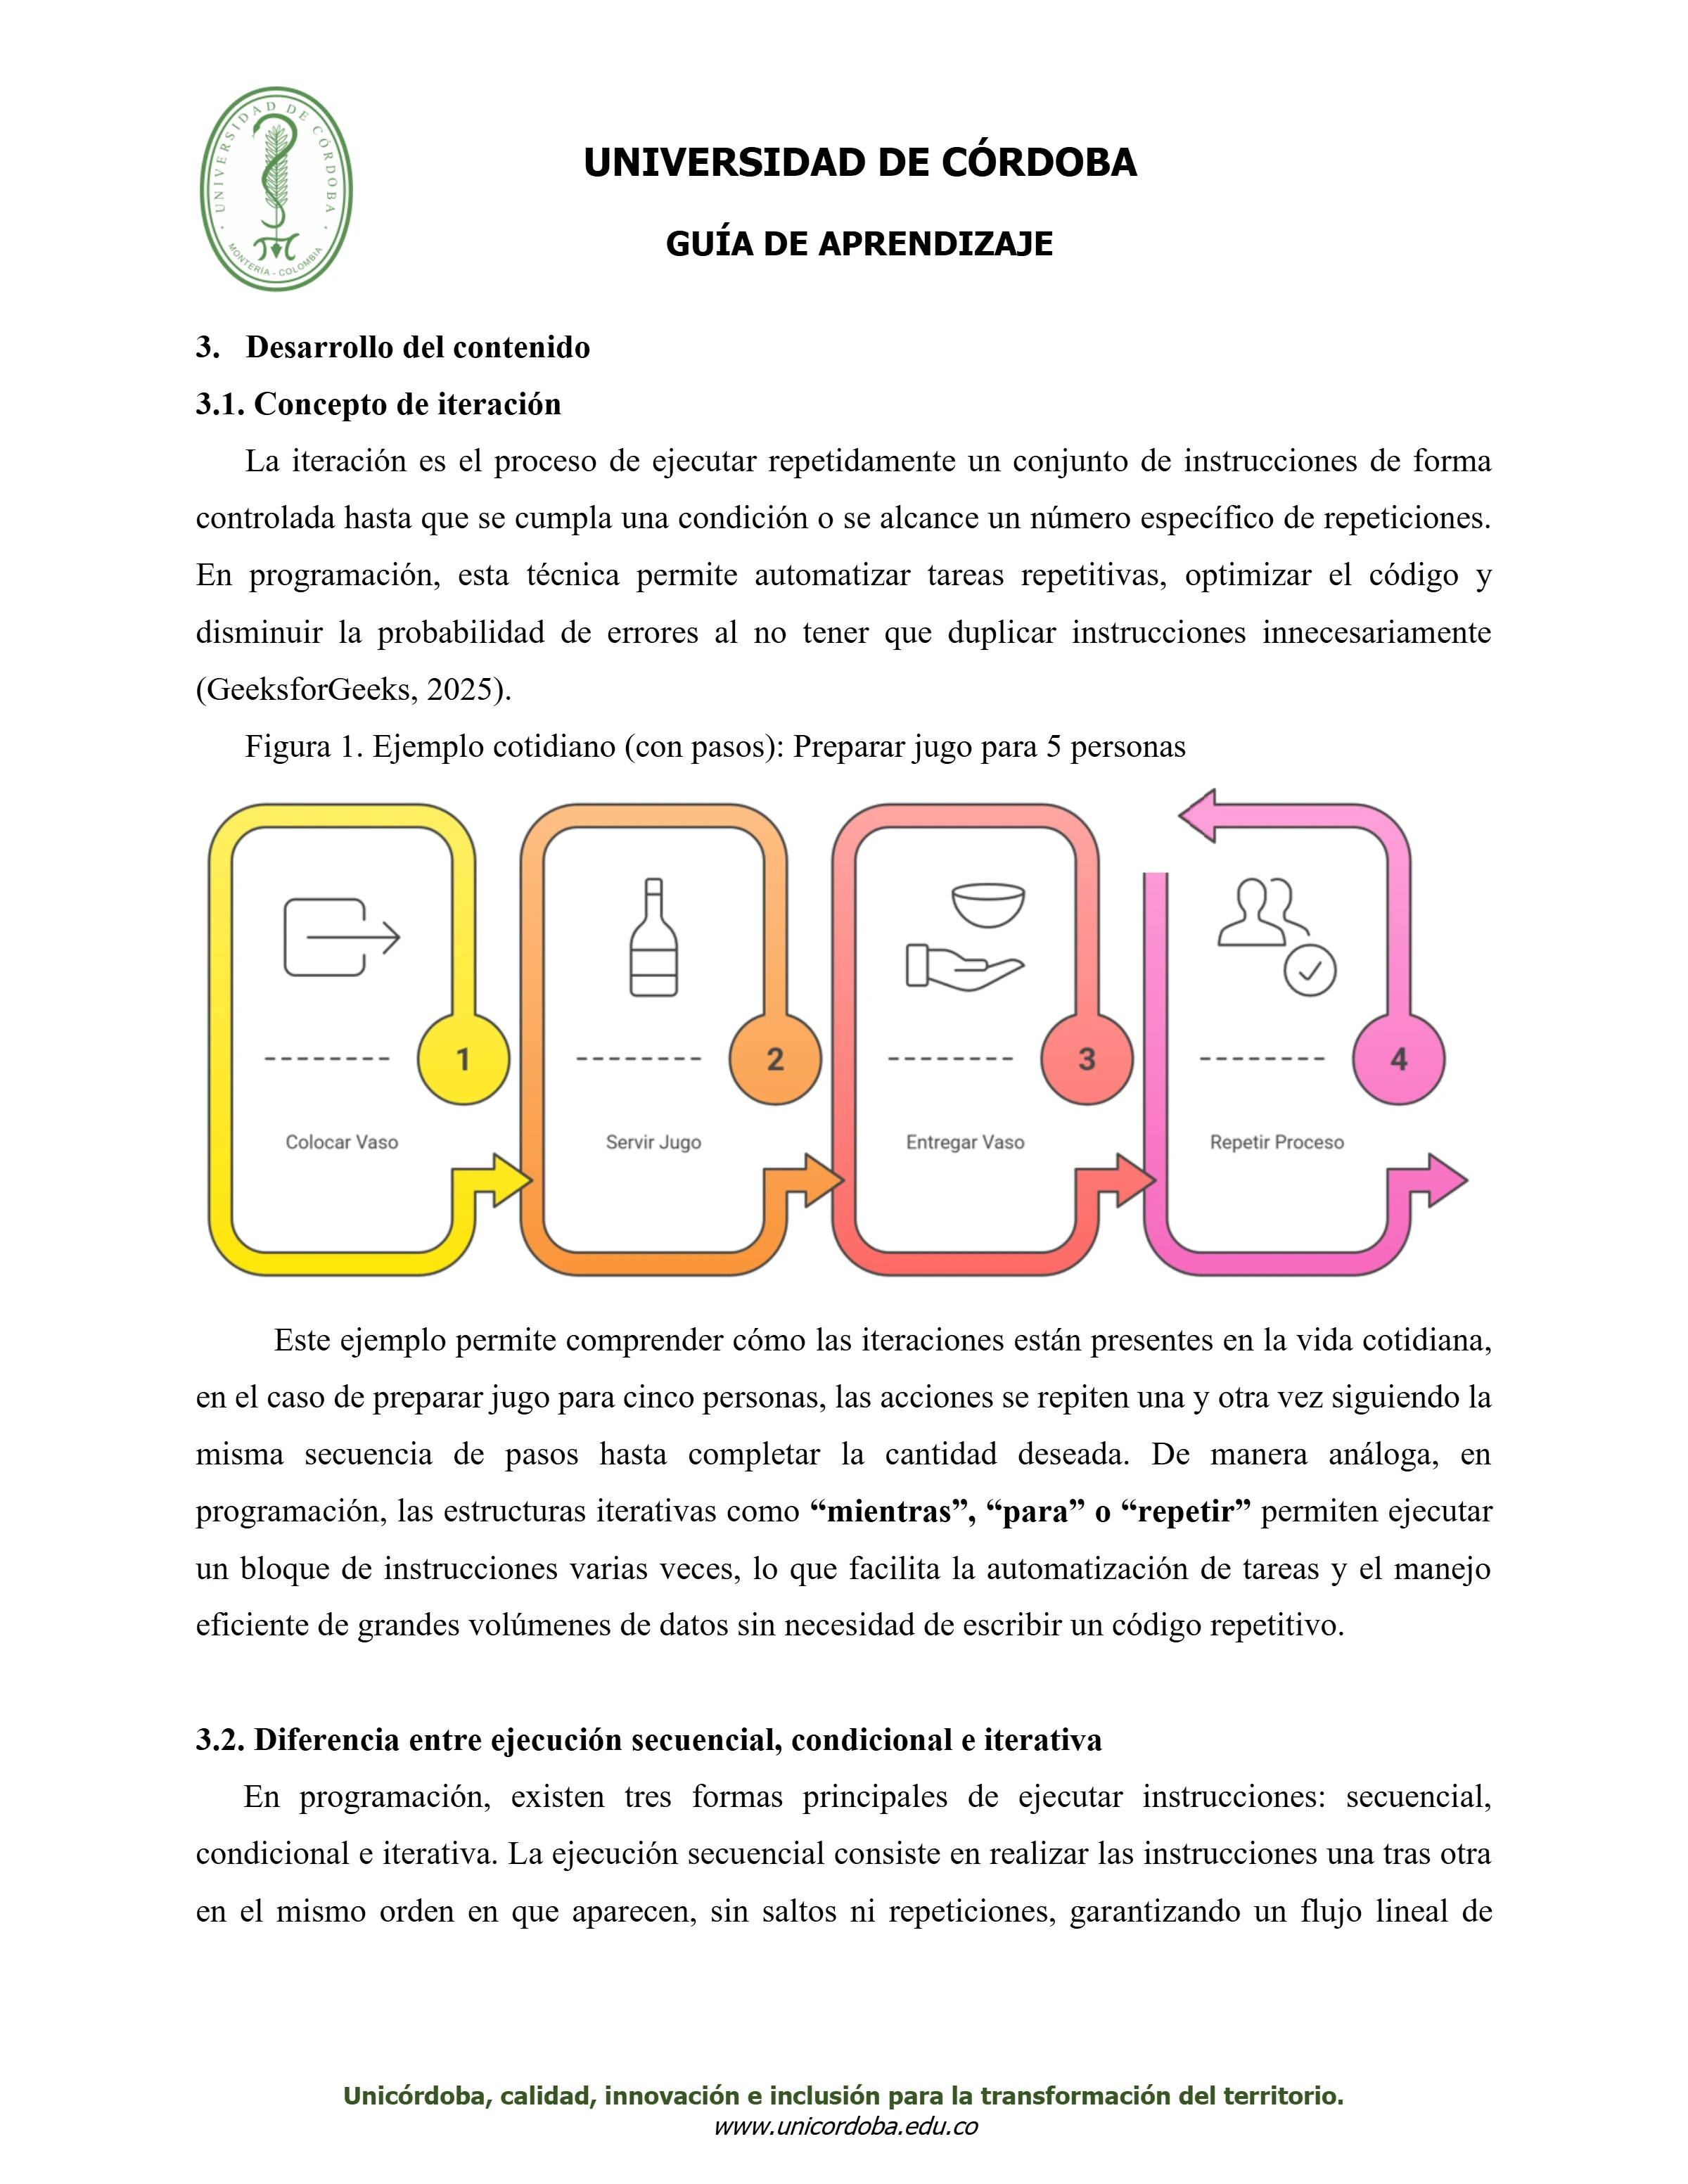 UNIVERSIDAD DE CÓRDOBA
MONTERÍA - COLOMBIA
UNIVERSIDAD DE CÓRDOBA
GUÍA DE APRENDIZAJE
3. Desarrollo del contenido
3.1. Concepto de iteración
La iteración es el proceso de ejecutar repetidamente un conjunto de instrucciones de forma
controlada hasta que se cumpla una condición o se alcance un número específico de repeticiones.
En programación, esta técnica permite automatizar tareas repetitivas, optimizar el código y
disminuir la probabilidad de errores al no tener que duplicar instrucciones innecesariamente
(GeeksforGeeks, 2025).
Figura 1. Ejemplo cotidiano (con pasos): Preparar jugo para 5 personas
1
2
3
4
Colocar Vaso
Servir Jugo
Entregar Vaso
Repetir Proceso
Este ejemplo permite comprender cómo las iteraciones están presentes en la vida cotidiana,
en el caso de preparar jugo para cinco personas, las acciones se repiten una y otra vez siguiendo la
misma secuencia de pasos hasta completar la cantidad deseada. De manera análoga, en
programación, las estructuras iterativas como “mientras”, “para” o “repetir” permiten ejecutar
un bloque de instrucciones varias veces, lo que facilita la automatización de tareas y el manejo
eficiente de grandes volúmenes de datos sin necesidad de escribir un código repetitivo.
3.2. Diferencia entre ejecución secuencial, condicional e iterativa
En programación, existen tres formas principales de ejecutar instrucciones: secuencial,
condicional e iterativa. La ejecución secuencial consiste en realizar las instrucciones una tras otra
en el mismo orden en que aparecen, sin saltos ni repeticiones, garantizando un flujo lineal de
Unicórdoba, calidad, innovación e inclusión para la transformación del territorio.
www.unicordoba.edu.co